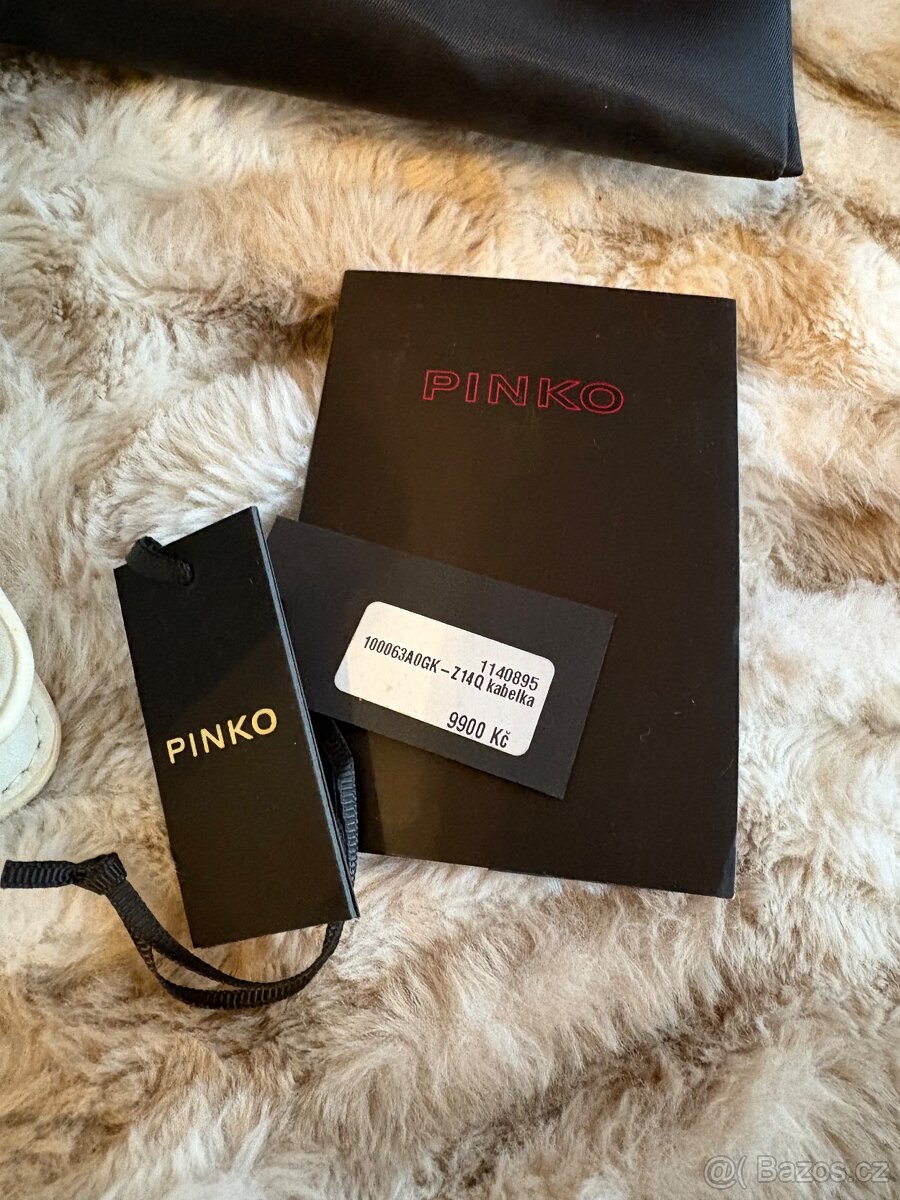 PINKO
1140895
100063A0GK-Z14Q kabelka
9900 Kč
PINKO
@( Bazos.cz